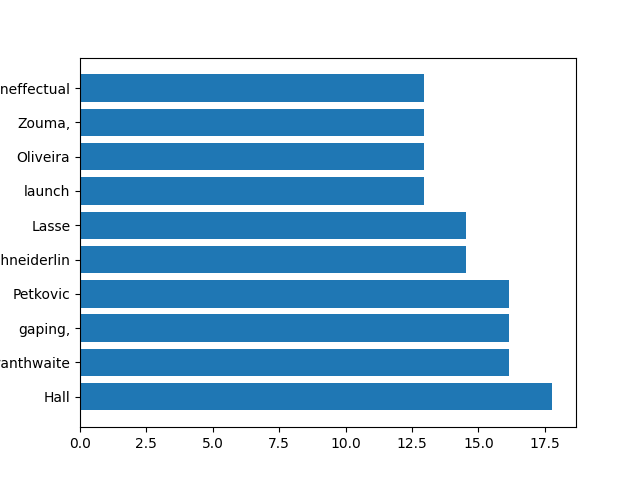 neffectual
Zouma,
Oliveira
launch
Lasse
hneiderlin
Petkovic
gaping,
anthwaite
Hall
0.0 2.5 5.0 7.5 10.0 12.5 15.0 17.5